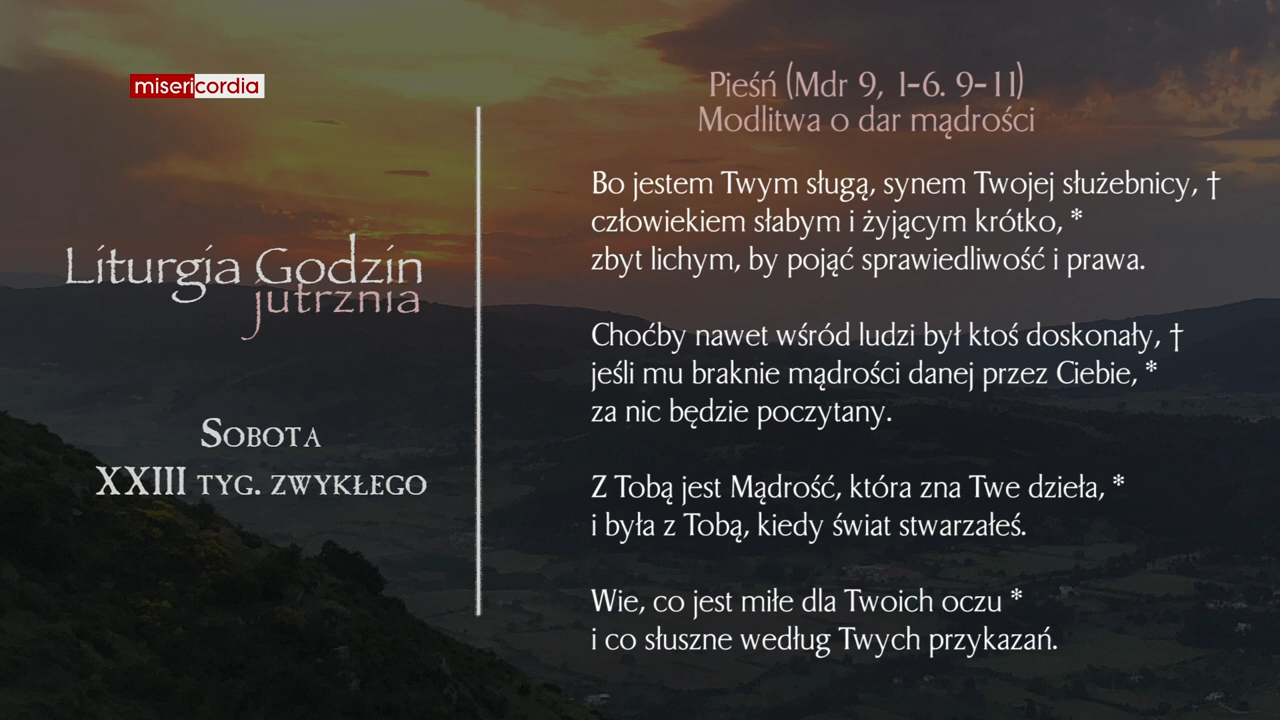 misericordia
Liturgia Godzin
jutrznia
Sobota
XXIII tyg. zwykłego
Pieśń (Mdr 9, 1-6. 9-11)
Modlitwa o dar mądrości
Bo jestem Twym sługą, synem Twojej służebnicy, †
człowiekiem słabym i żyjącym krótko, *
zbyt lichym, by pojąć sprawiedliwość i prawa.
Choćby nawet wśród ludzi był ktoś doskonały, †
jeśli mu braknie mądrości danej przez Ciebie, *
za nic będzie poczytany.
Z Tobą jest Mądrość, która zna Twe dzieła, *
i była z Tobą, kiedy świat stwarzałeś.
Wie, co jest miłe dla Twoich oczu *
i co słuszne według Twych przykazań.